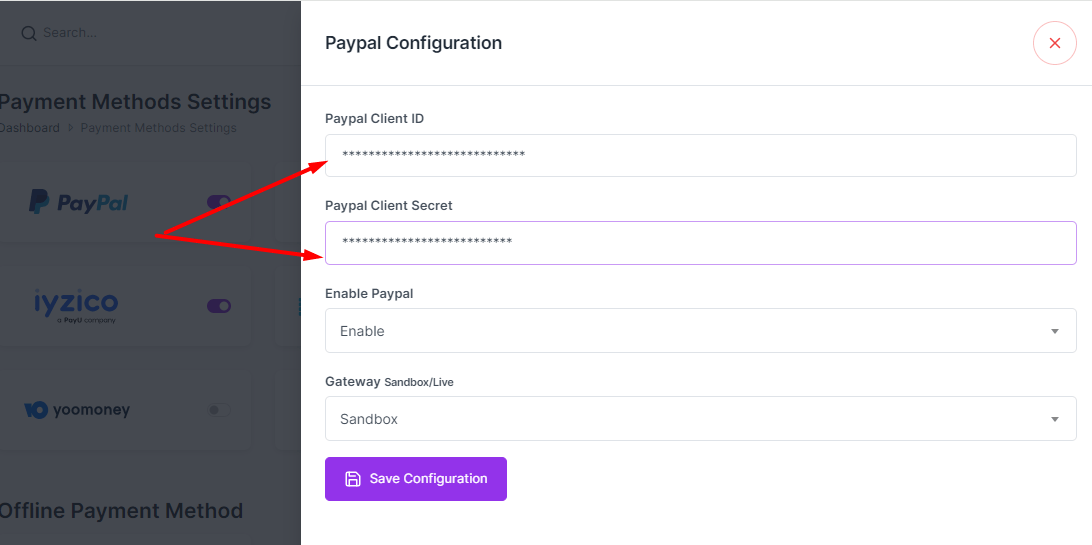 Search...
Payment Methods Settings
Dashboard Payment Methods Settings
PayPal
iyzico
a PayU company
yoomoney
Offline Payment Method
Paypal Configuration
Paypal Client ID
****************************
Paypal Client Secret
**************************
Enable Paypal
Enable
Gateway Sandbox/Live
Sandbox
Save Configuration